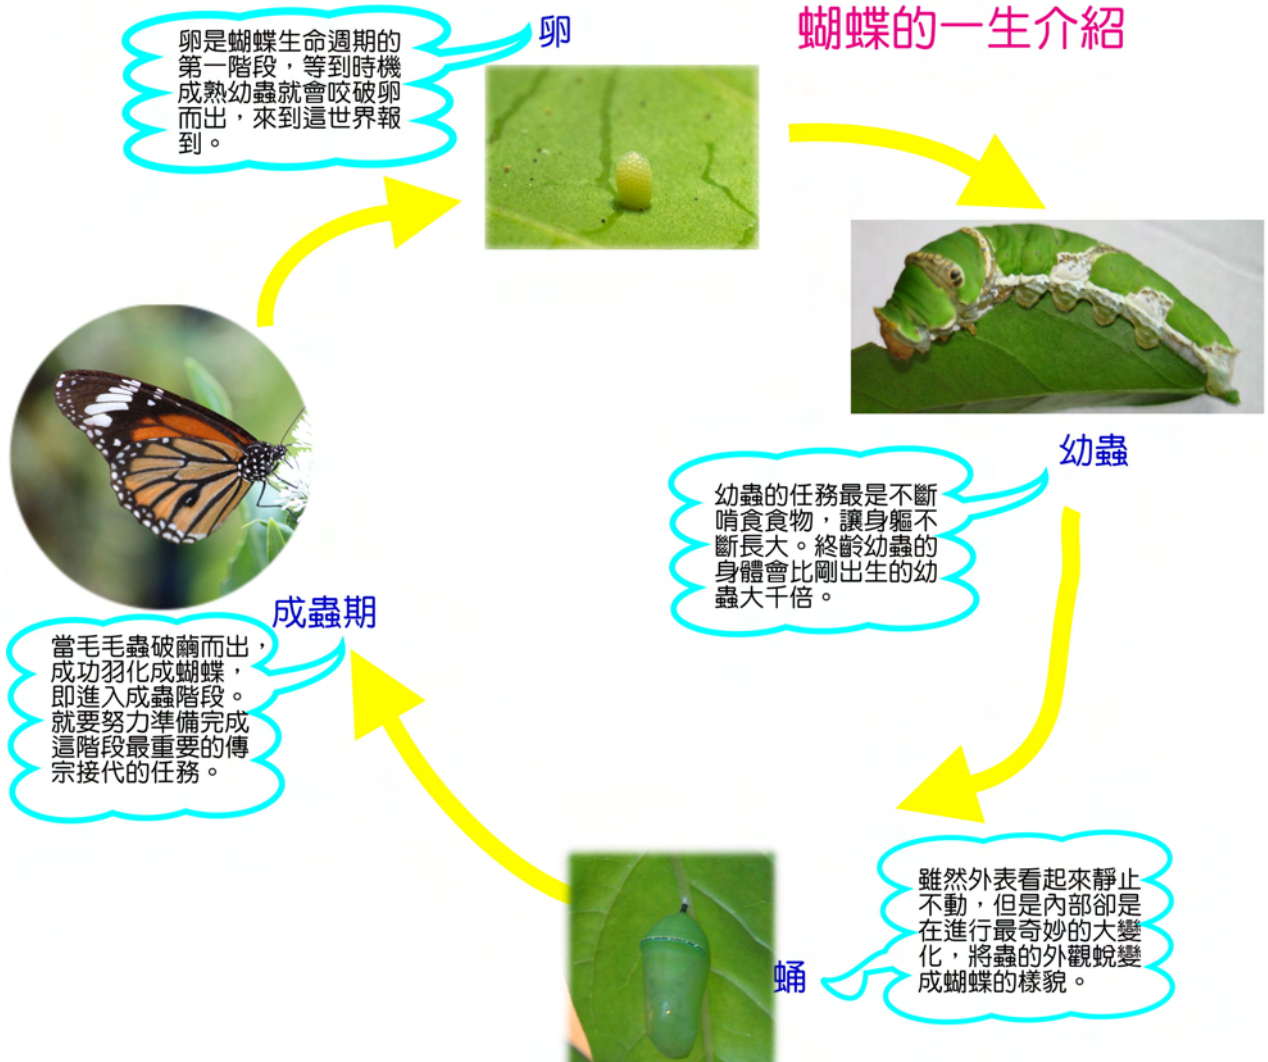 蝴蝶的一生介紹
卵
卵是蝴蝶生命週期的
第一階段，等到時機
成熟幼蟲就會咬破卵
而出，來到這世界報
到。
幼蟲
幼蟲的任務最是不斷
啃食食物，讓身軀不
斷長大。終齡幼蟲的
身體會比剛出生的幼
蟲大千倍。
蛹
雖然外表看起來靜止
不動，但是內部卻是
在進行最奇妙的大變
化，將蟲的外觀蛻變
成蝴蝶的樣貌。
成蟲期
當毛毛蟲破繭而出，
成功羽化成蝴蝶，
即進入成蟲階段。
就要努力準備完成
這階段最重要的傳
宗接代的任務。